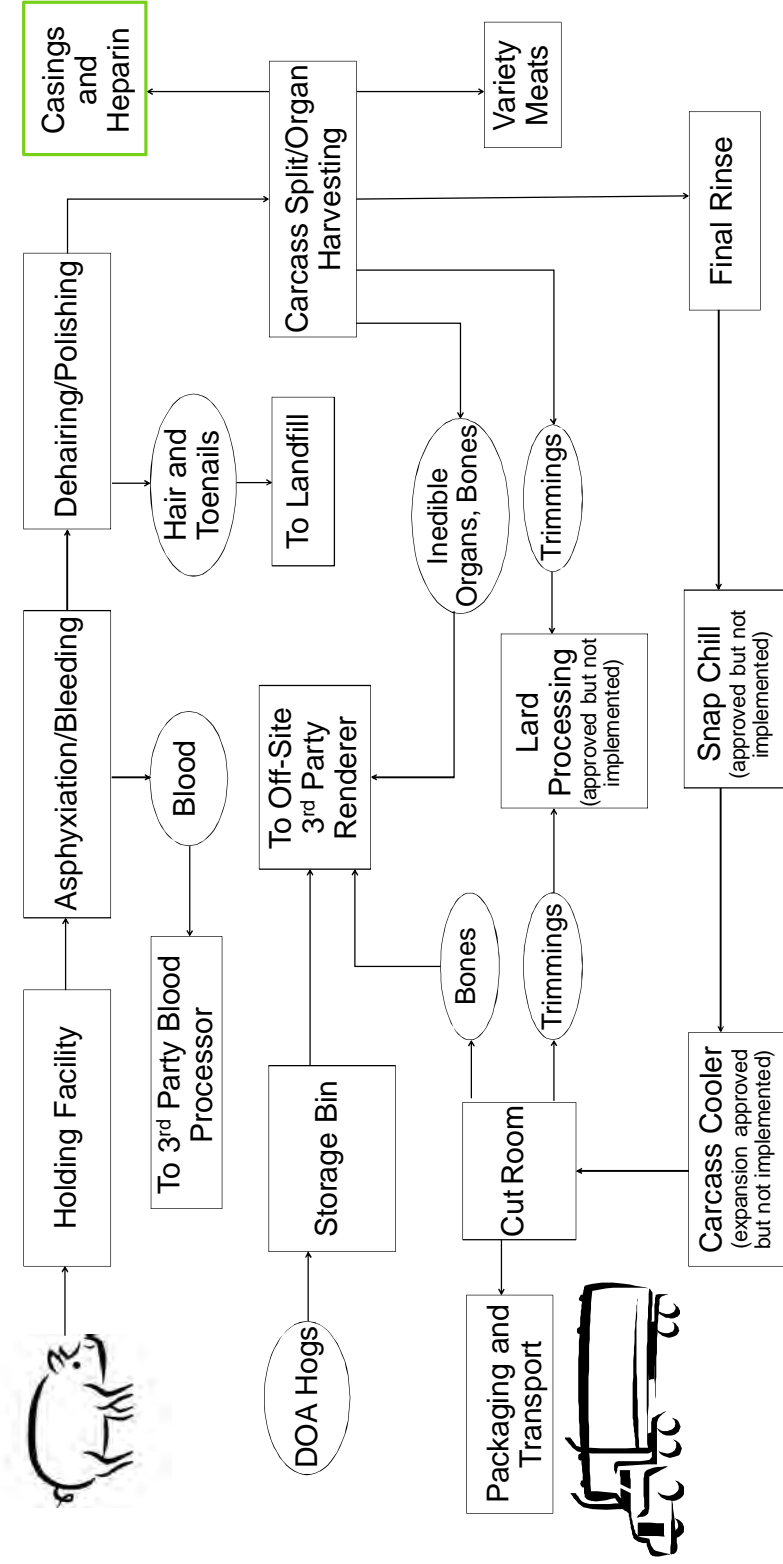 Holding Facility
Asphyxiation/Bleeding
Dehairing/Polishing
Casings
and
Heparin
To 3rd Party Blood
Processor
Blood
Hair and
Toenails
To Landfill
Carcass Split/Organ
Harvesting
DOA Hogs
Storage Bin
To Off-Site
3rd Party
Renderer
Inedible
Organs, Bones
Variety
Meats
Bones
Packaging and
Transport
Cut Room
Trimmings
Lard
Processing
(approved but not
implemented)
Trimmings
Carcass Cooler
(expansion approved
but not implemented)
Snap Chill
(approved but not
implemented)
Final Rinse